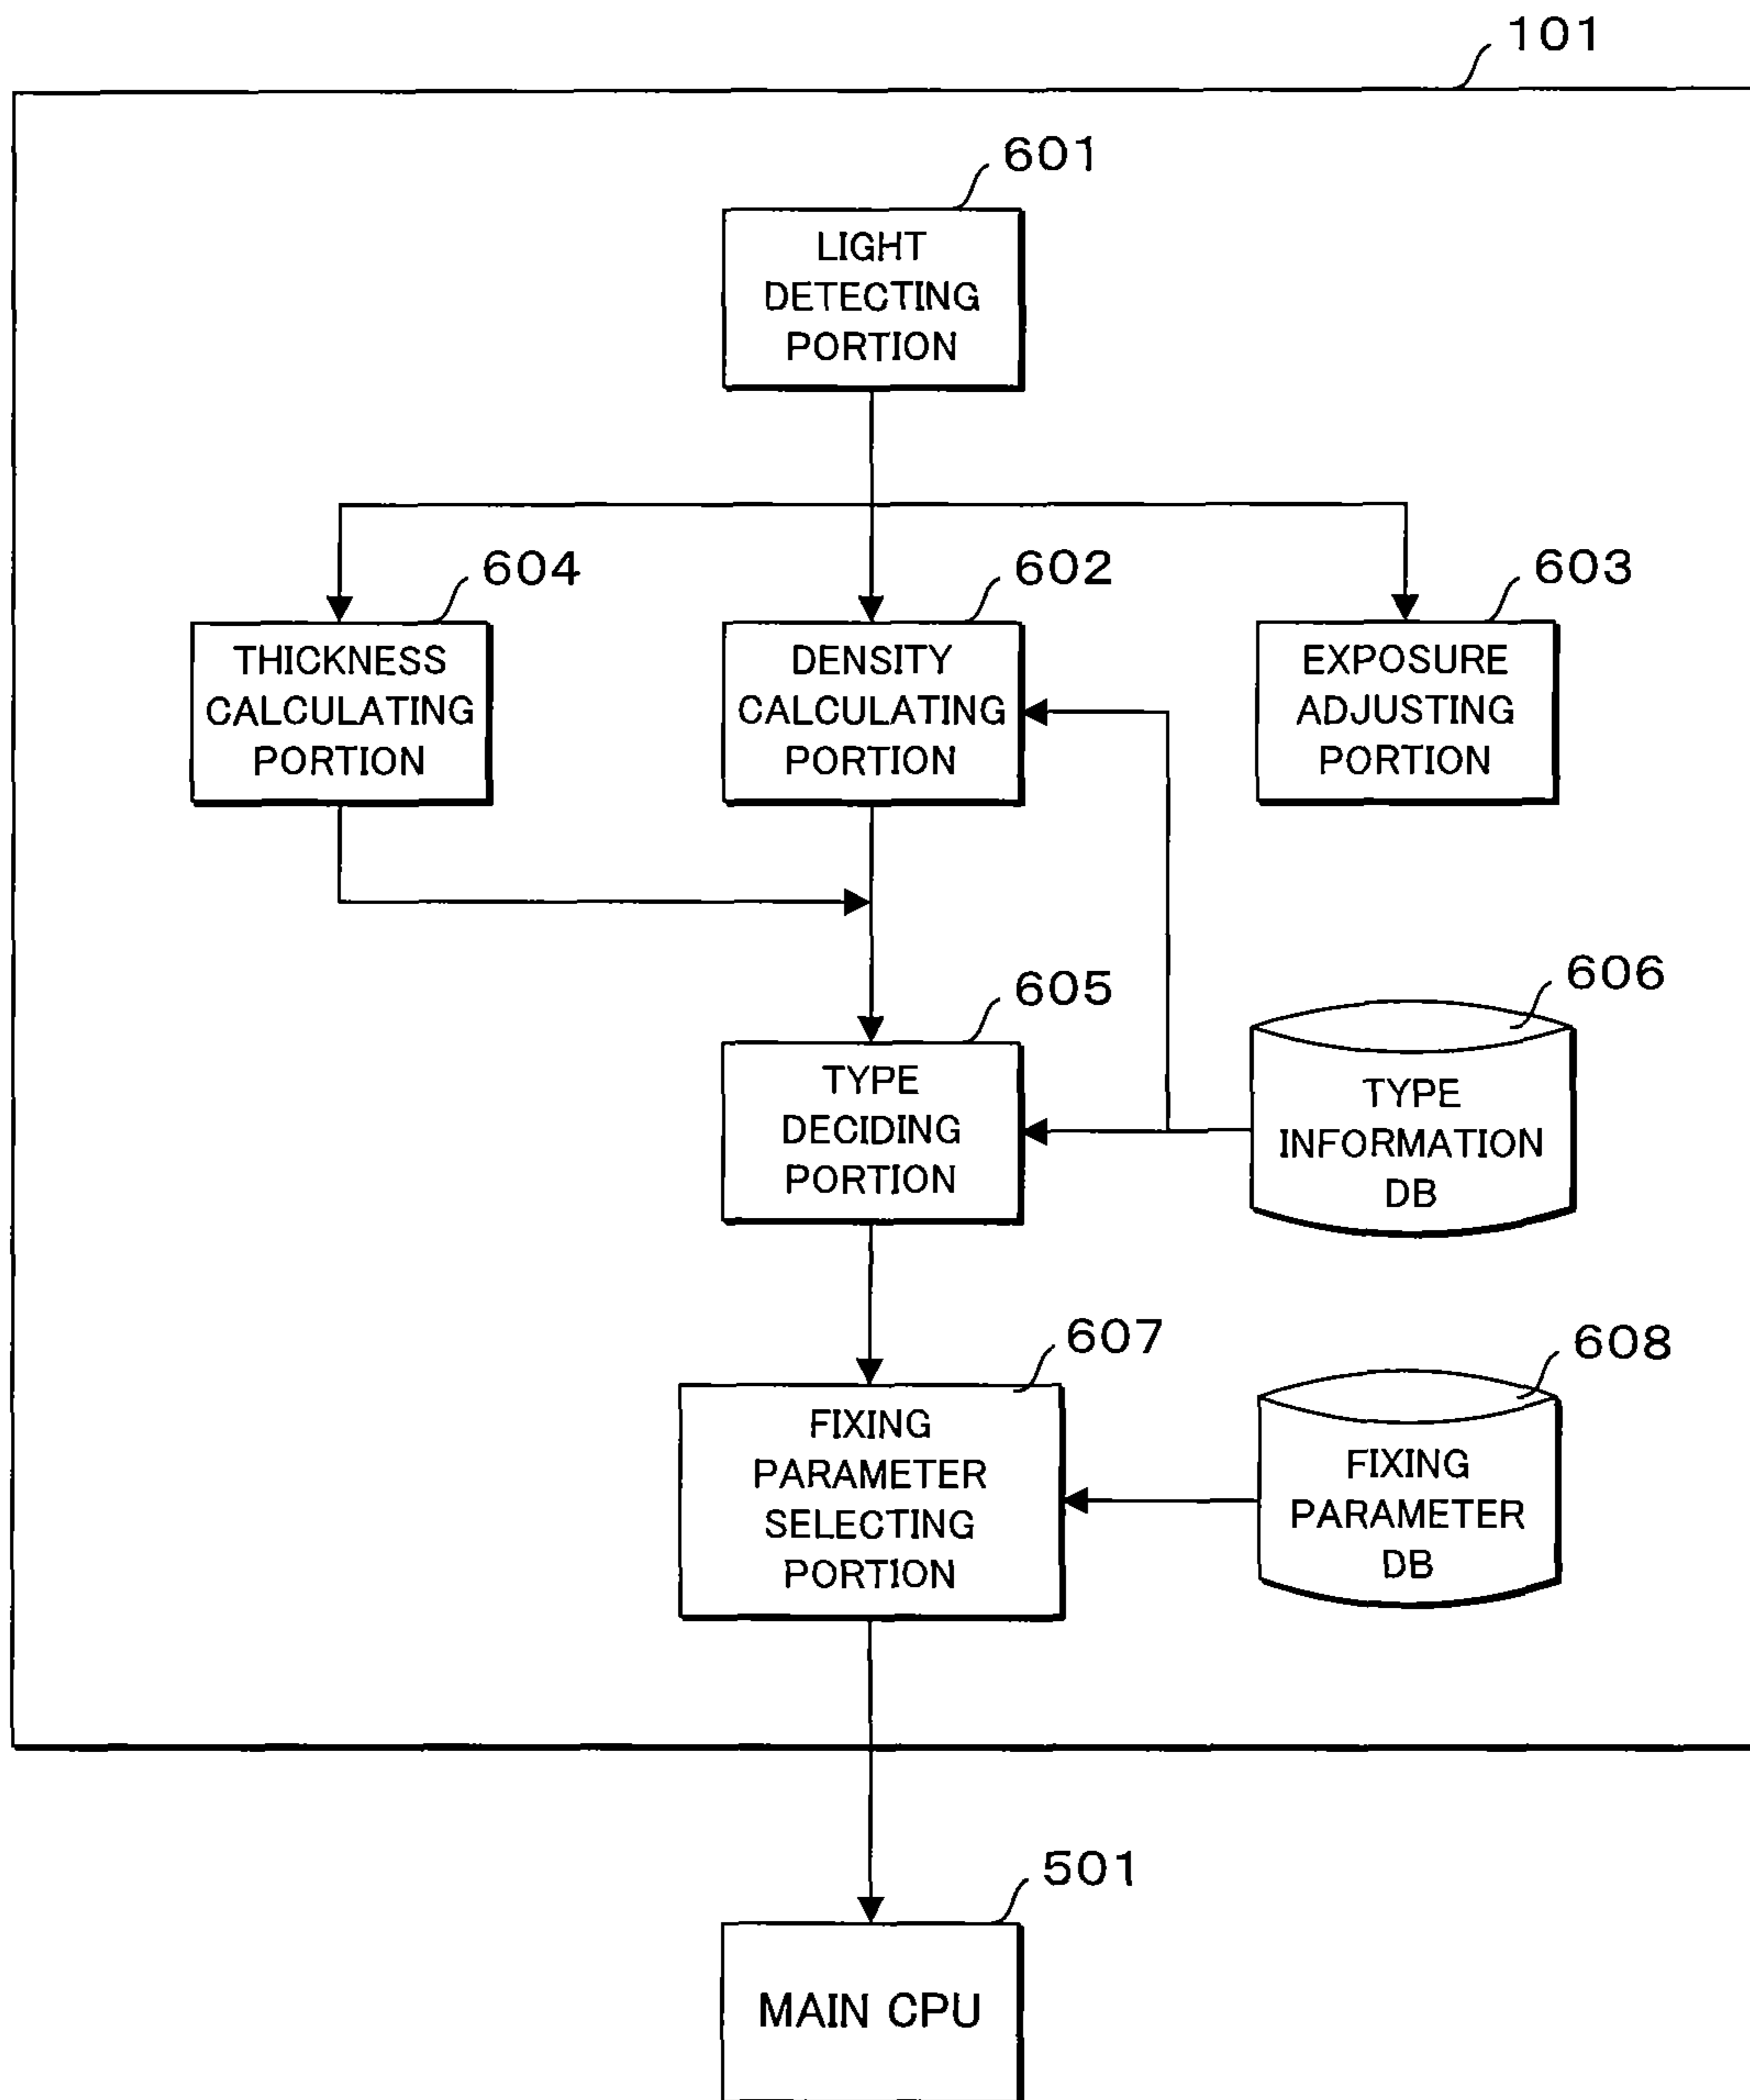 101
601
LIGHT
DETECTING
PORTION
604
602
603
THICKNESS
CALCULATING
PORTION
DENSITY
CALCULATING
PORTION
EXPOSURE
ADJUSTING
PORTION
605
606
TYPE
DECIDING
PORTION
TYPE
INFORMATION
DB
607
608
FIXING
PARAMETER
SELECTING
PORTION
FIXING
PARAMETER
DB
501
MAIN CPU